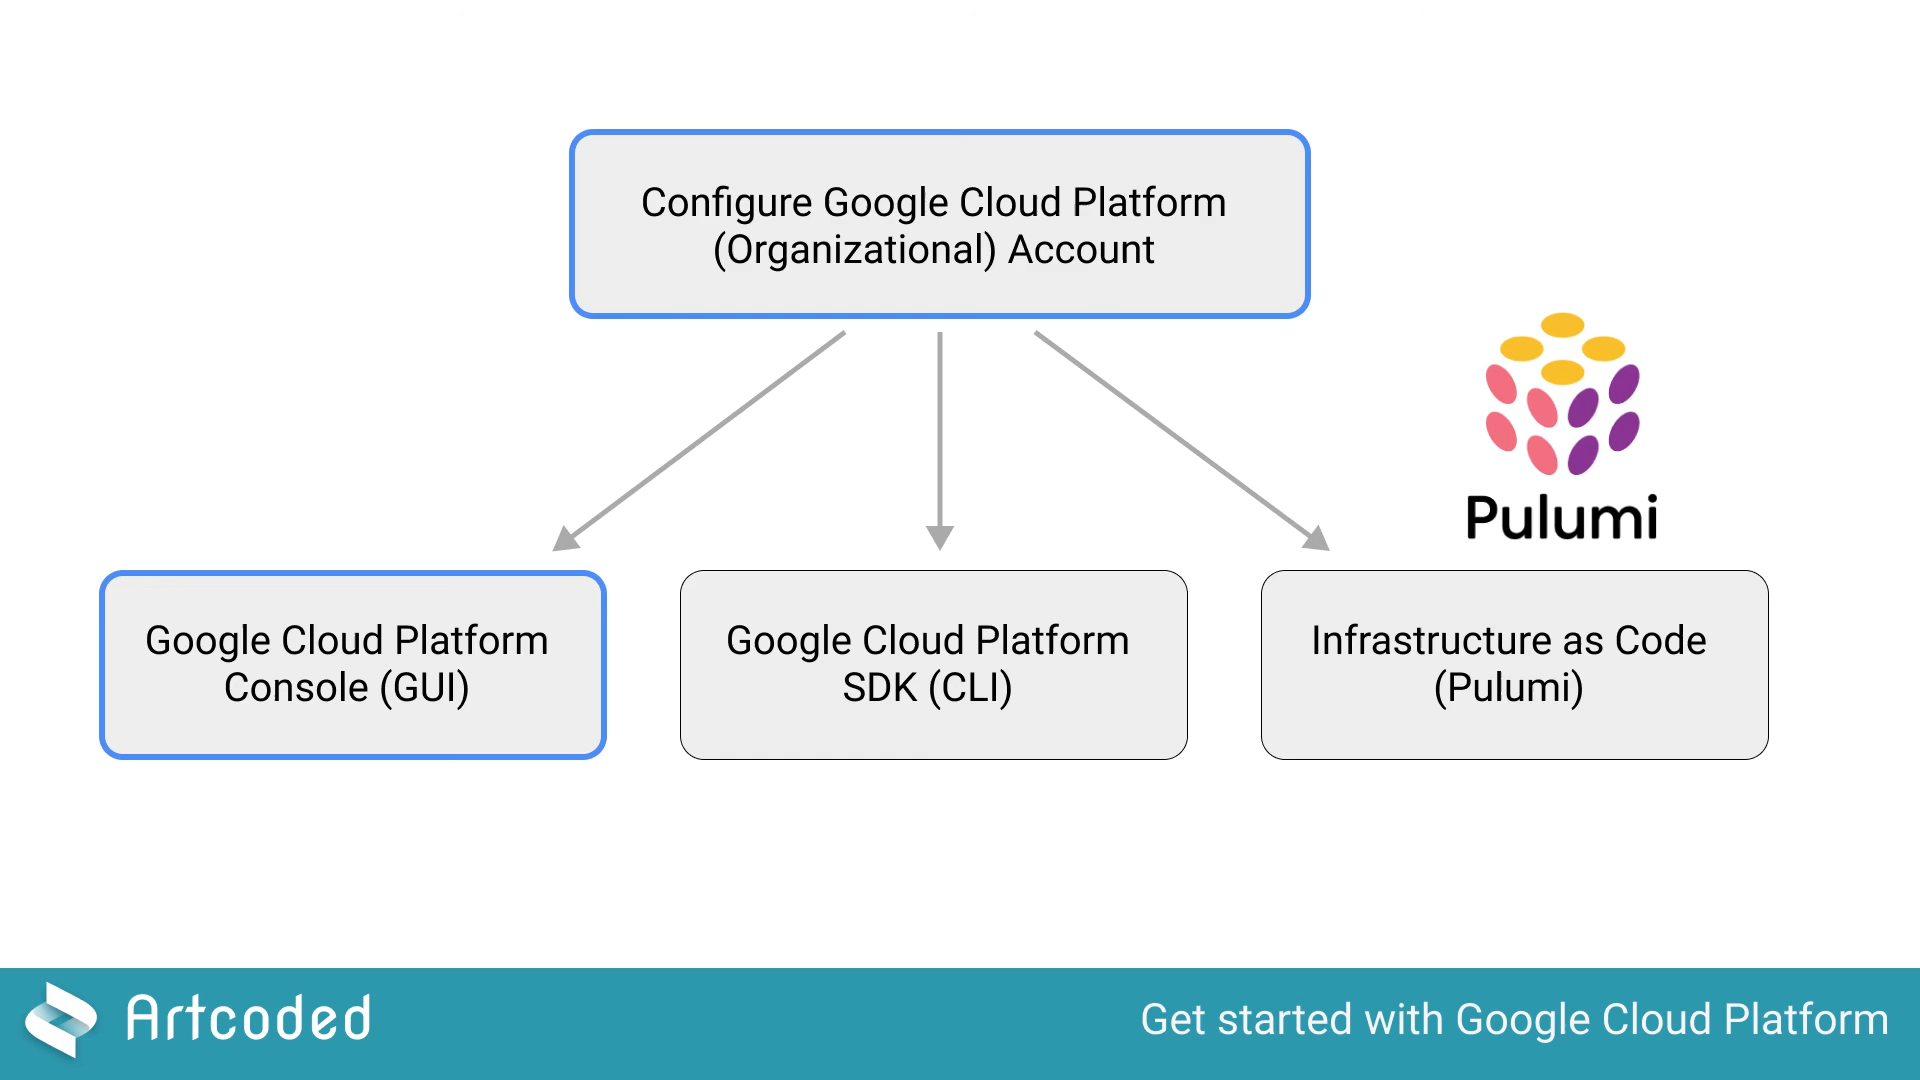 Configure Google Cloud Platform
(Organizational) Account
Pulumi
Google Cloud Platform
Console (GUI)
Google Cloud Platform
SDK (CLI)
Infrastructure as Code
(Pulumi)
Artcoded
Get started with Google Cloud Platform